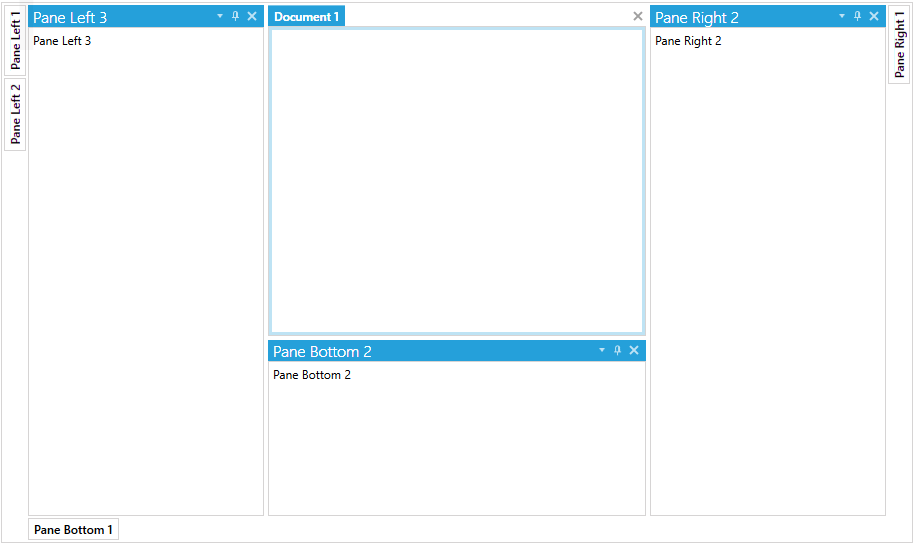 Pane Left 1
Pane Left 2
Pane Left 3
Pane Left 3
Document 1
Pane Bottom 2
Pane Bottom 2
Pane Right 2
Pane Right 2
Pane Right 1
Pane Bottom 1